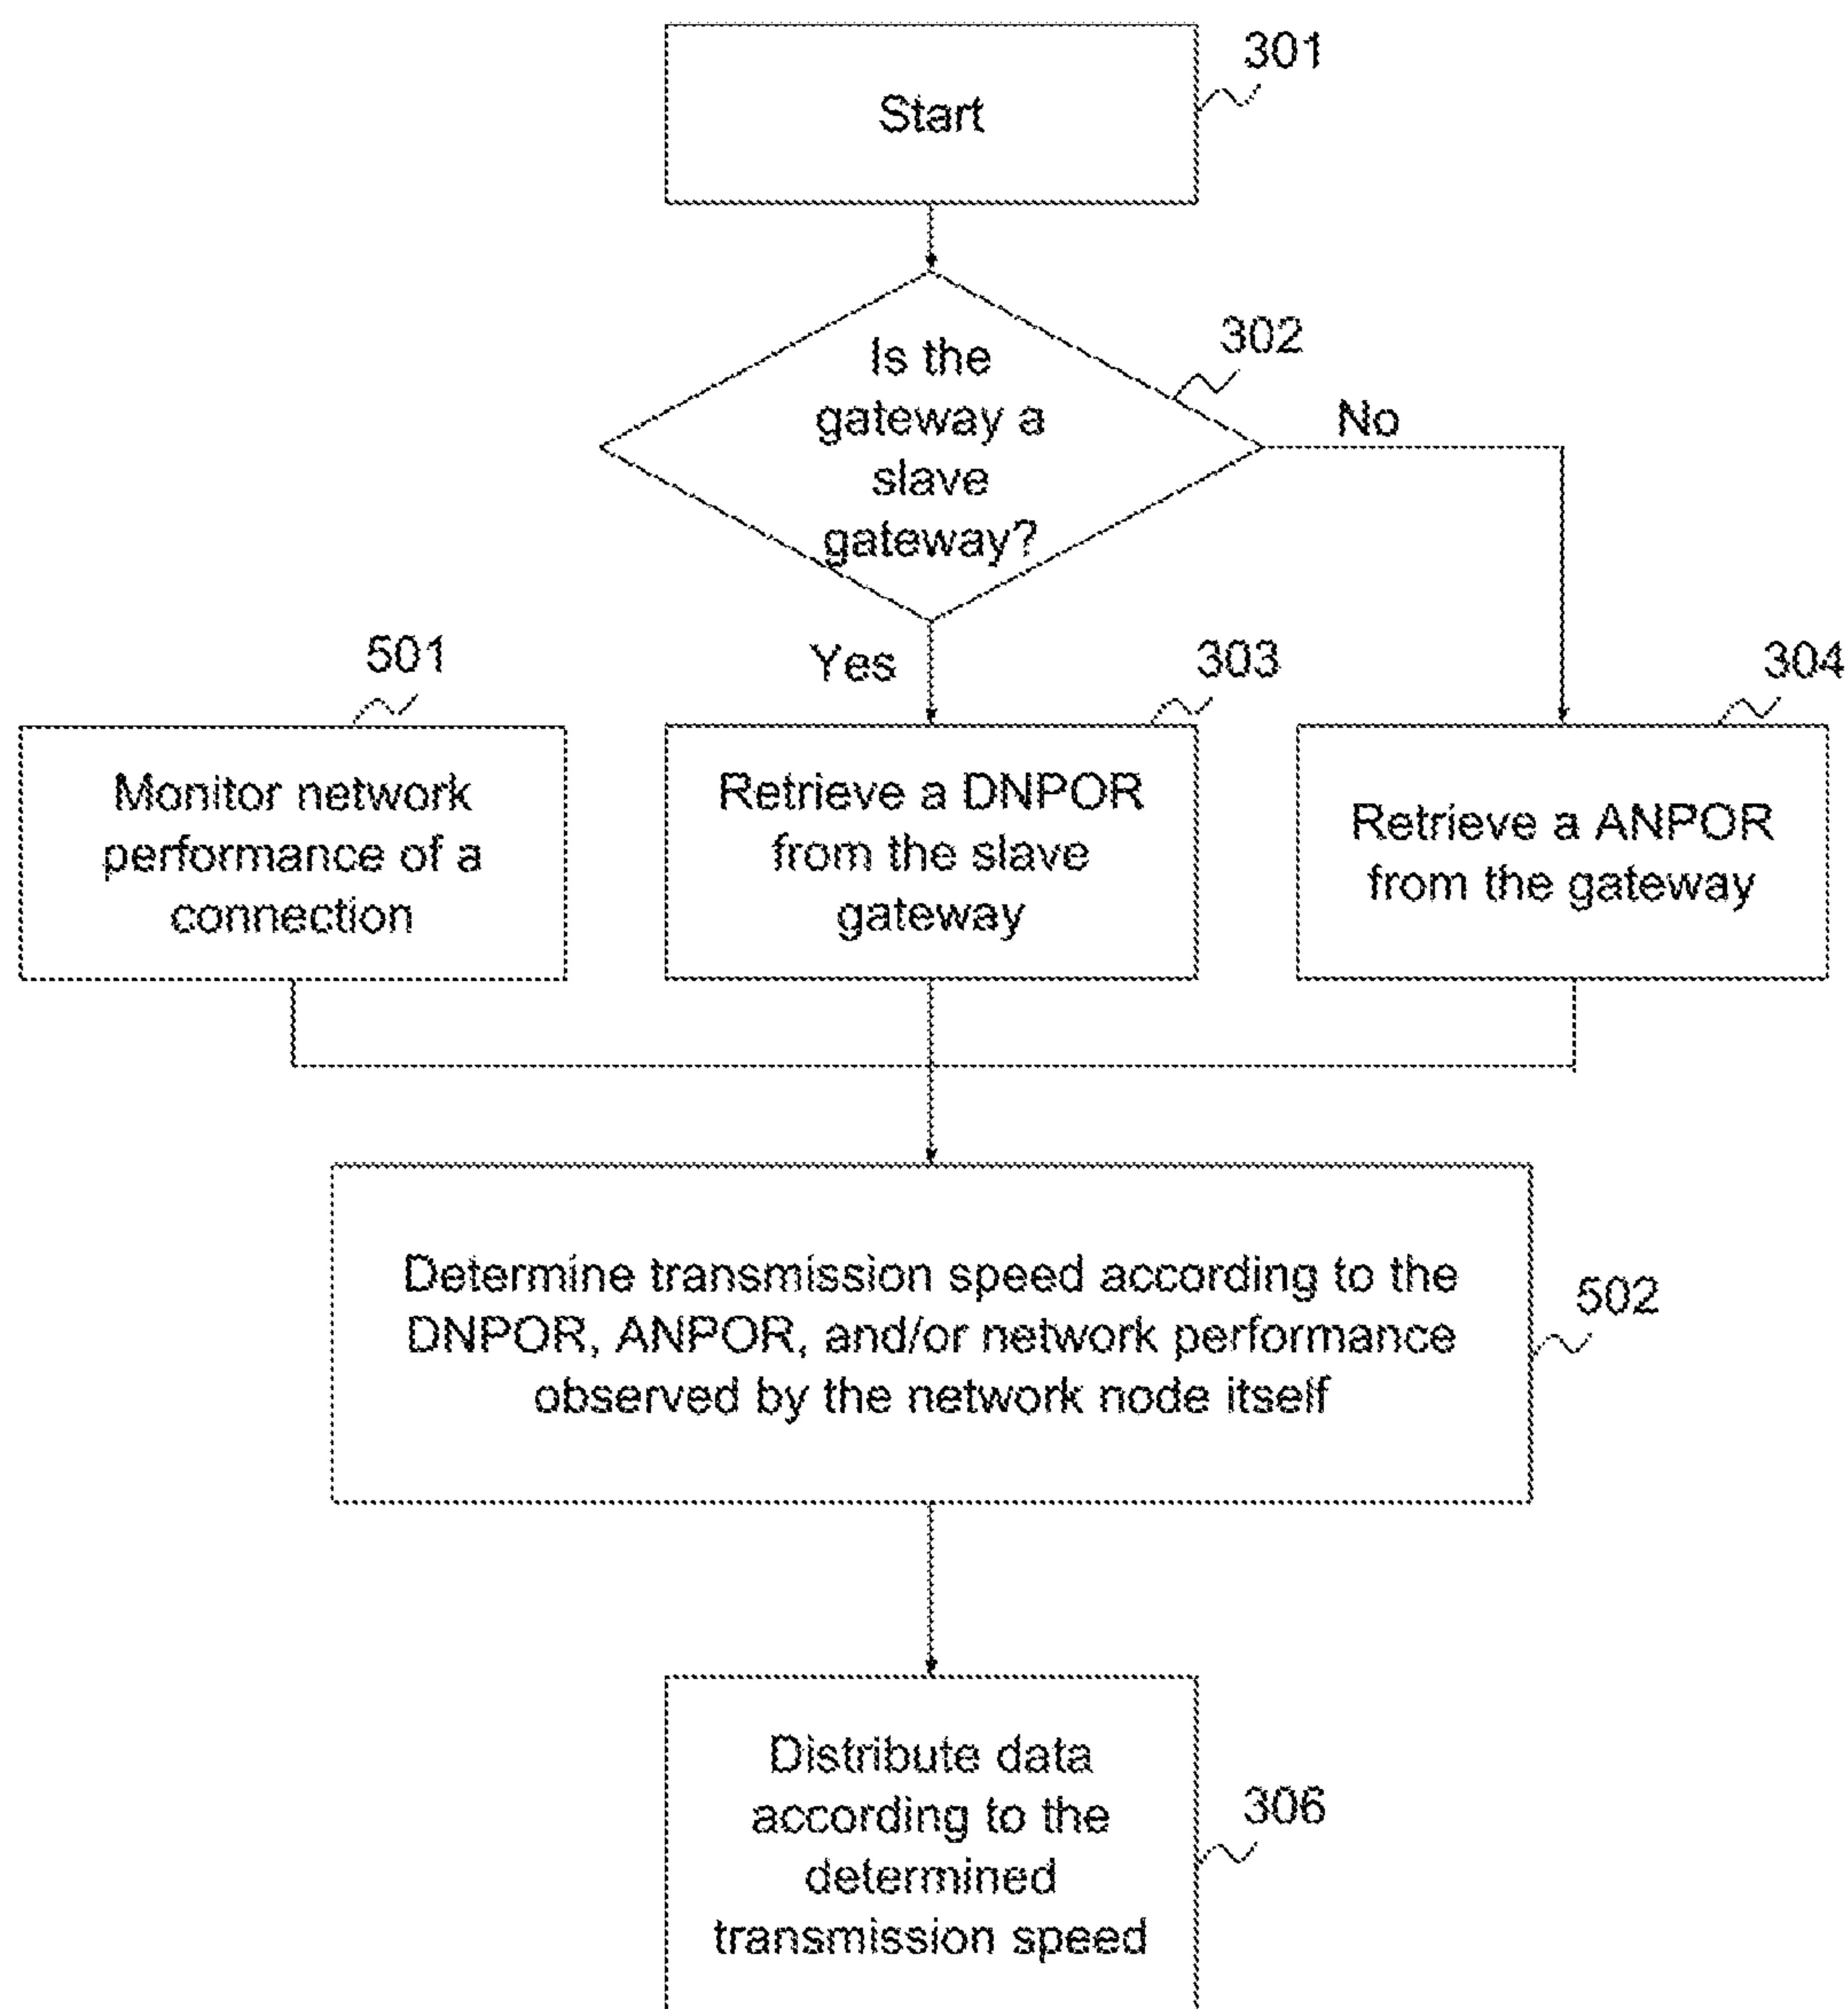 301
Start
302
Is the
gateway a
slave
gateway?
No
Yes
501
303
304
Monitor network
performance of a
connection
Retrieve a DNPOR
from the slave
gateway
Retrieve a ANPOR
from the gateway
Determine transmission speed according to the
DNPOR, ANPOR, and/or network performance
observed by the network node itself
502
Distribute data
according to the
determined
transmission speed
306